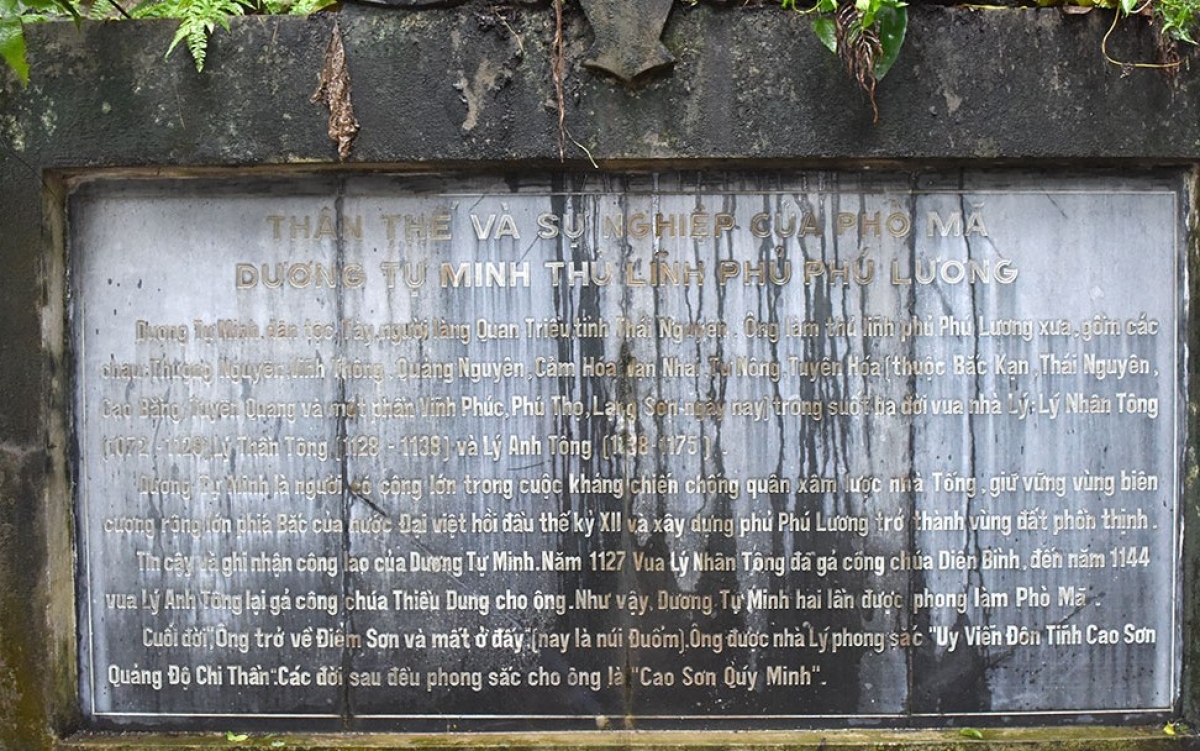 THÂN THẾ VÀ SỰ NGHIỆP CỦA PHÒ MÃ
DƯƠNG TỰ MINH THỦ LĨNH PHỦ PHÚ LƯƠNG
Dương Tự Minh, dân tộc Tày, người làng Quan Triều, tỉnh Thái Nguyên. Ông làm thủ lĩnh phủ Phú Lương xưa, gồm các
châu: Thượng Nguyên, Vĩnh Thông, Quảng Nguyên, Cảm Hóa, Vạn Nhai, Tư Nông, Tuyên Hóa (thuộc Bắc Kạn, Thái Nguyên,
Cao Bằng, Tuyên Quang và một phần Vĩnh Phúc, Phú Thọ, Lạng Sơn ngày nay) trong suốt ba đời vua nhà Lý: Lý Nhân Tông
(1072 - 1128), Lý Thần Tông (1128 - 1138) và Lý Anh Tông (1138-1175).
Dương Tự Minh là người có công lớn trong cuộc kháng chiến chống quân xâm lược nhà Tống, giữ vững vùng biên
cương rộng lớn phía Bắc của nước Đại việt hồi đầu thế kỷ XII và xây dựng phủ Phú Lương trở thành vùng đất phồn thịnh.
Tin cậy và ghi nhận công lao của Dương Tự Minh. Năm 1127 Vua Lý Nhân Tông đã gả công chúa Diên Bình, đến năm 1144
vua Lý Anh Tông lại gả công chúa Thiều Dung cho ông. Như vậy, Dương Tự Minh hai lần được phong làm Phò Mã.
Cuối đời, Ông trở về Điểm Sơn và mất ở đấy (nay là núi Đuổm). Ông được nhà Lý phong sắc "Uy Viễn Đôn Tĩnh Cao Sơn
Quảng Độ Chi Thần". Các đời sau đều phong sắc cho ông là "Cao Sơn Qúy Minh".